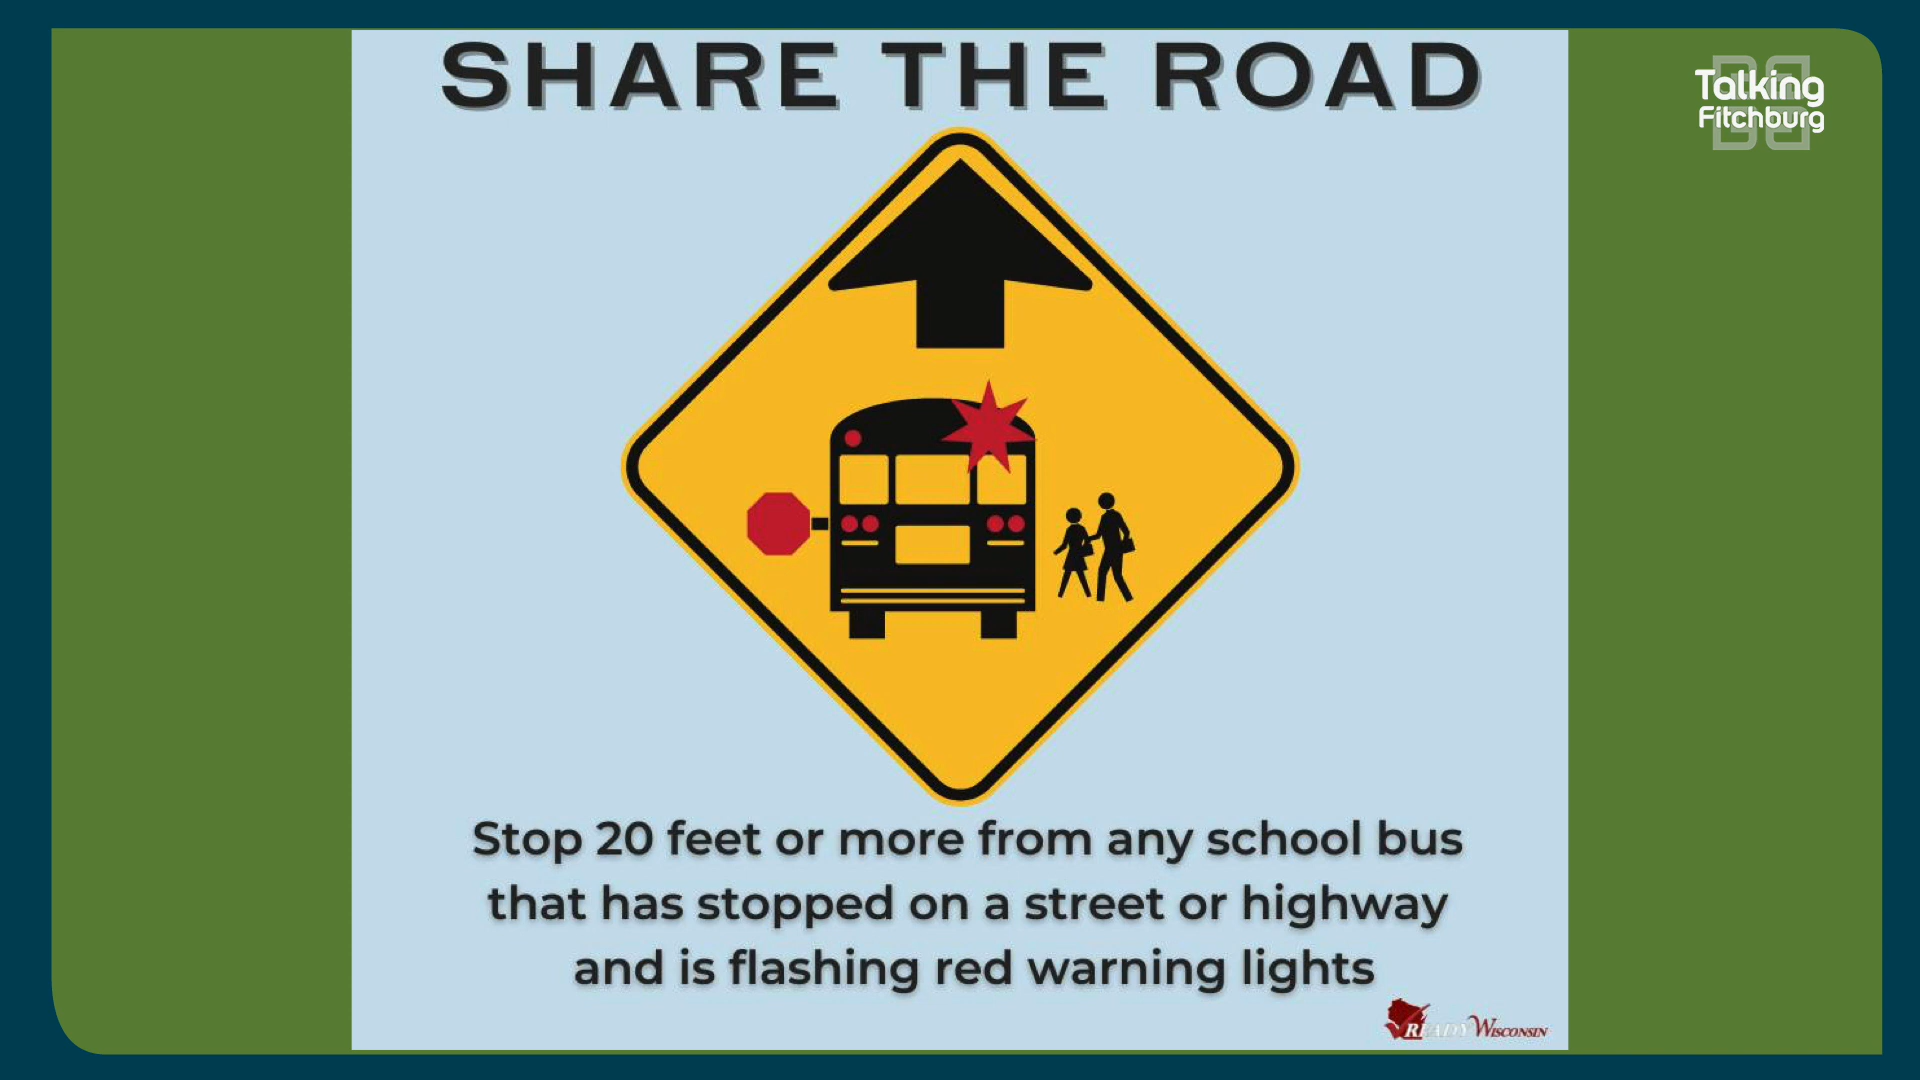 SHARE THE ROAD
Talking
Fitchburg
Stop 20 feet or more from any school bus
that has stopped on a street or highway
and is flashing red warning lights
READY WISCONSIN